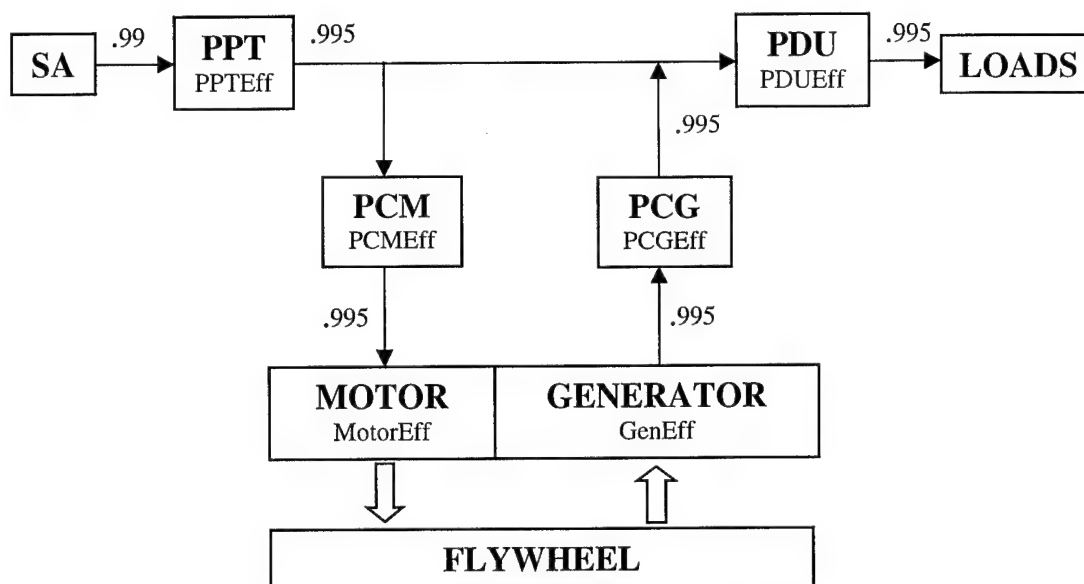 .99
.995
.995
SA
PPT
PPTEff
PDU
PDUEff
LOADS
.995
PCM
PCMEff
PCG
PCGEff
.995
.995
MOTOR
MotorEff
GENERATOR
GenEff
FLYWHEEL